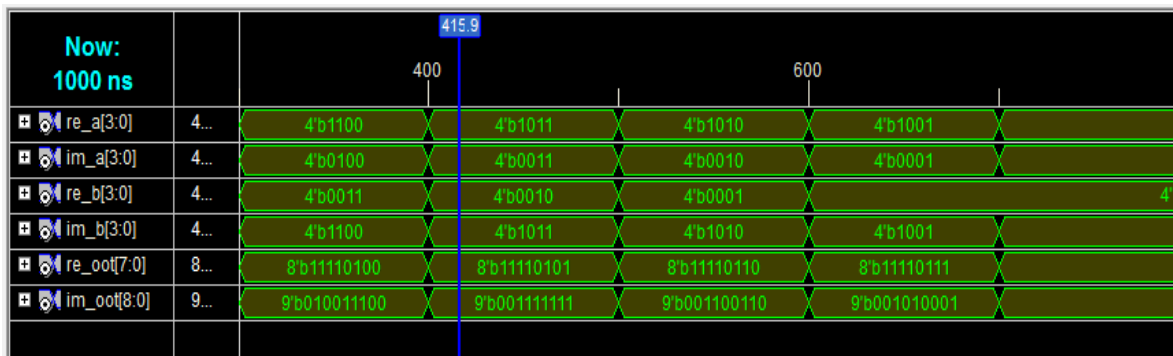 415.9
Now:
1000 ns
400 600
re_a[3:0] 4... 4'b1100 4'b1011 4'b1010 4'b1001
im_a[3:0] 4... 4'b0100 4'b0011 4'b0010 4'b0001
re_b[3:0] 4... 4'b0011 4'b0010 4'b0001 4'
im_b[3:0] 4... 4'b1100 4'b1011 4'b1010 4'b1001
re_oot[7:0] 8... 8'b11110100 8'b11110101 8'b11110110 8'b11110111
im_oot[8:0] 9... 9'b010011100 9'b001111111 9'b001100110 9'b001010001